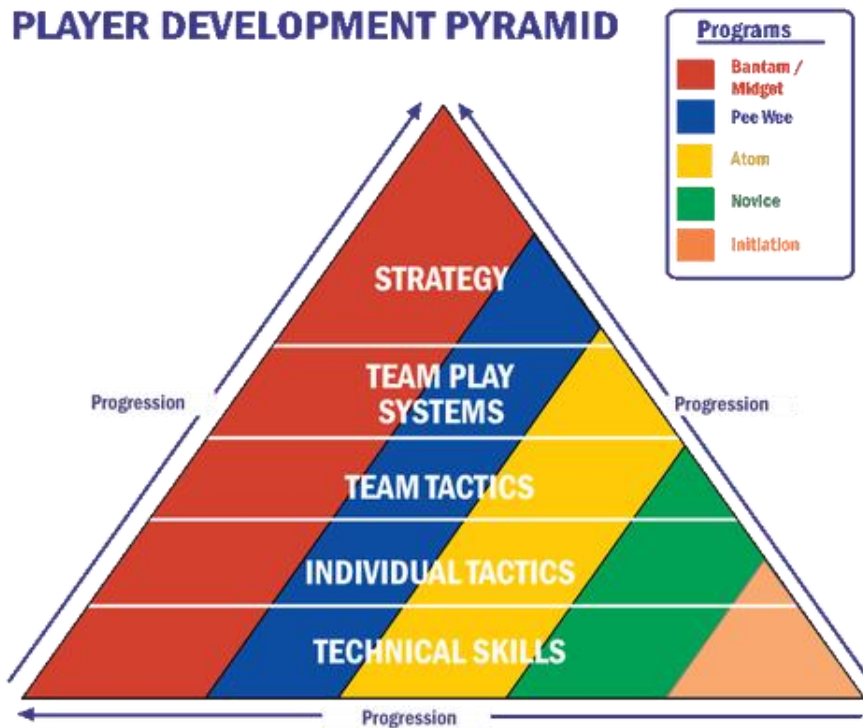 PLAYER DEVELOPMENT PYRAMID
Programs
Bantam /
Midget
Pee Wee
Atom
Novice
Initiation
STRATEGY
TEAM PLAY
SYSTEMS
Progression
Progression
TEAM TACTICS
INDIVIDUAL TACTICS
TECHNICAL SKILLS
Progression